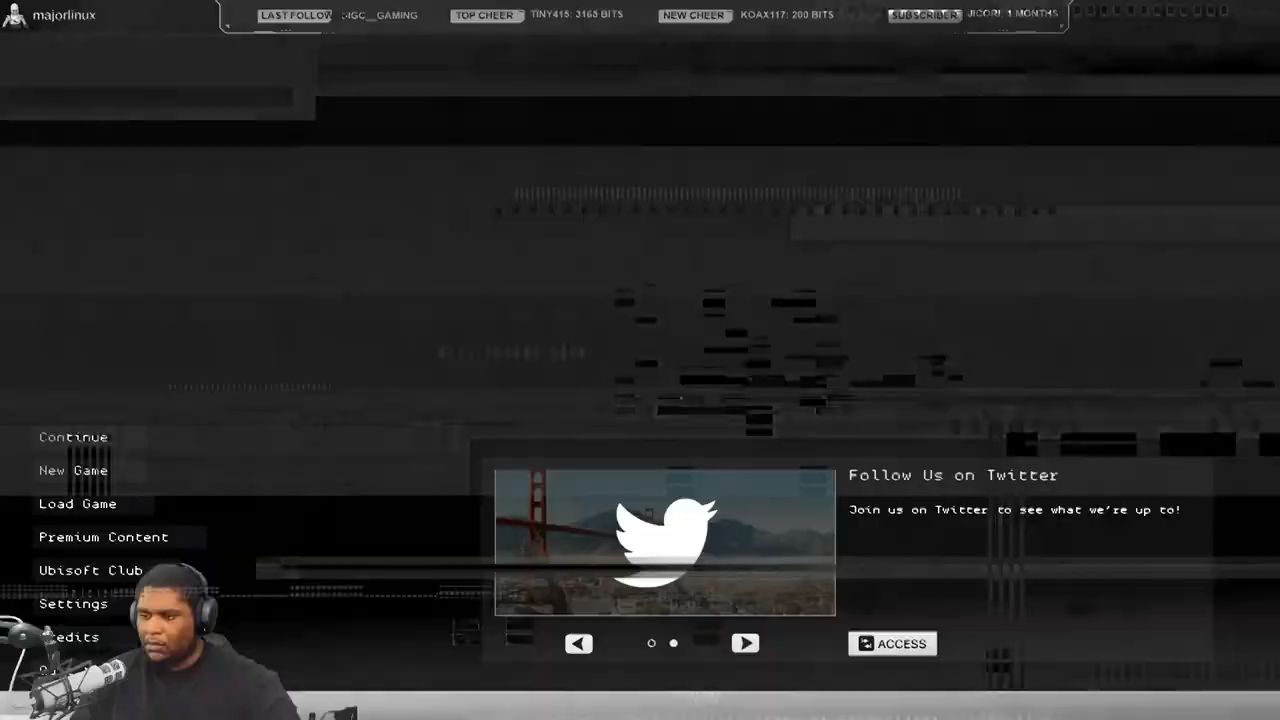 majorlinux
LAST FOLLOW
TOP CHEER
TINY415: 3165 BITS
NEW CHEER
KOAX117: 200 BITS
SUBSCRIBER
JICORI, 1 MONTHS
Continue
New Game
Load Game
Premium Content
Ubisoft Club
Settings
Follow Us on Twitter
Join us on Twitter to see what we're up to!
ACCESS